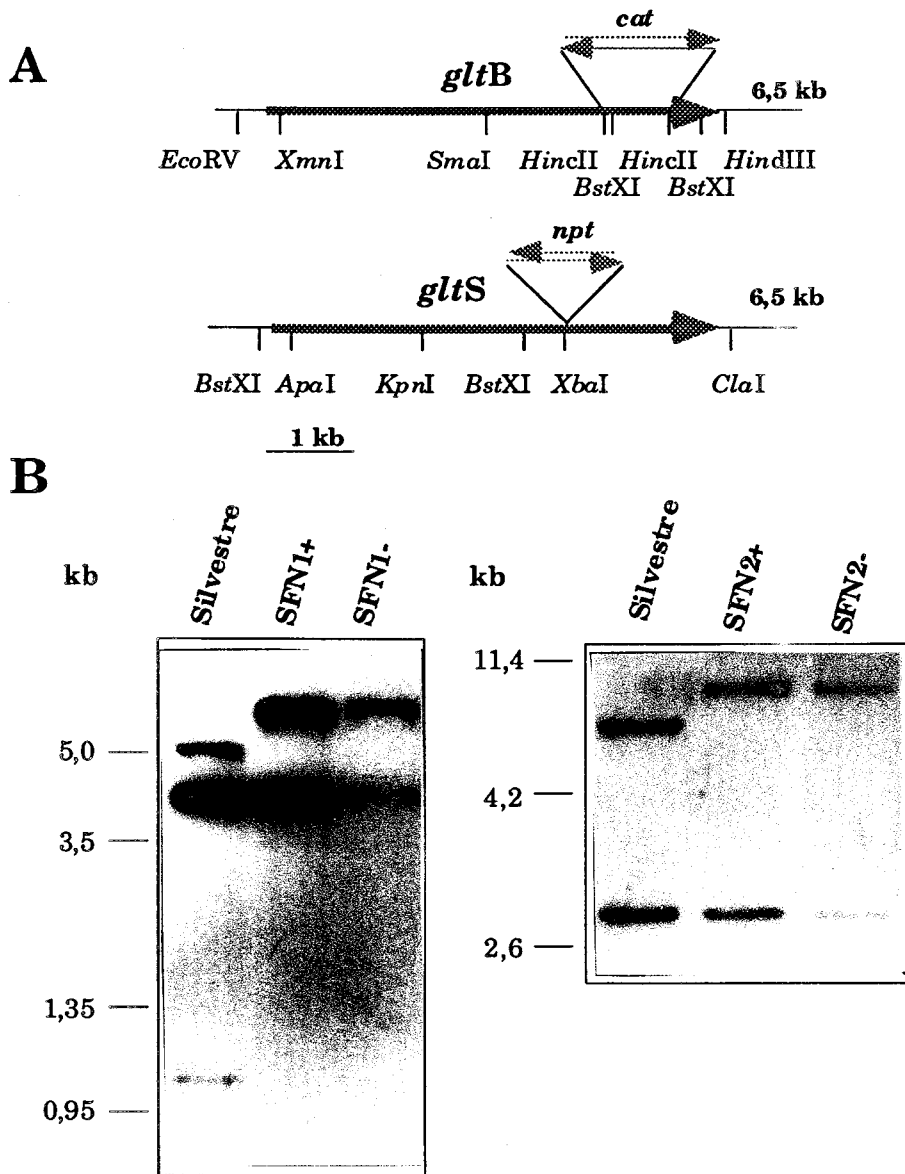 A
cat
gltB
6,5 kb
EcoRV XmnI SmaI HincII HincII HindIII
BstXI BstXI
npt
gltS
6,5 kb
BstXI ApaI KpnI BstXI XbaI ClaI
1 kb
B
kb Silvestre SFN1+ SFN1-
5,0
3,5
1,35
0,95
kb Silvestre SFN2+ SFN2-
11,4
4,2
2,6